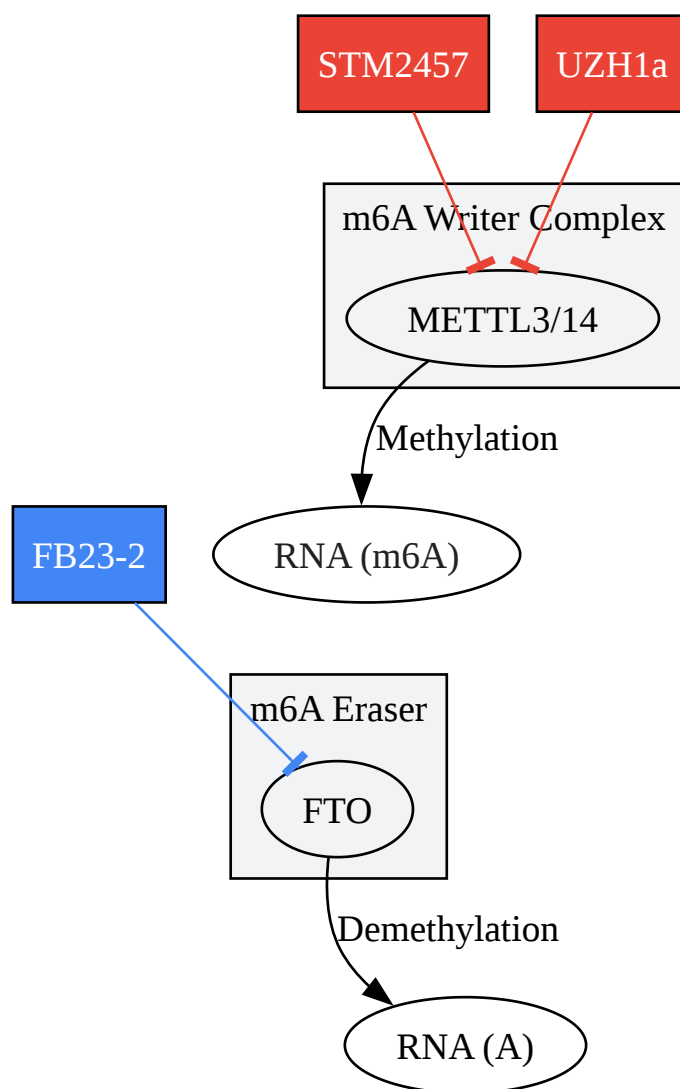 STM2457
UZH1a
m6A Writer Complex
METTL3/14
Methylation
FB23-2
RNA (m6A)
m6A Eraser
FTO
Demethylation
RNA (A)